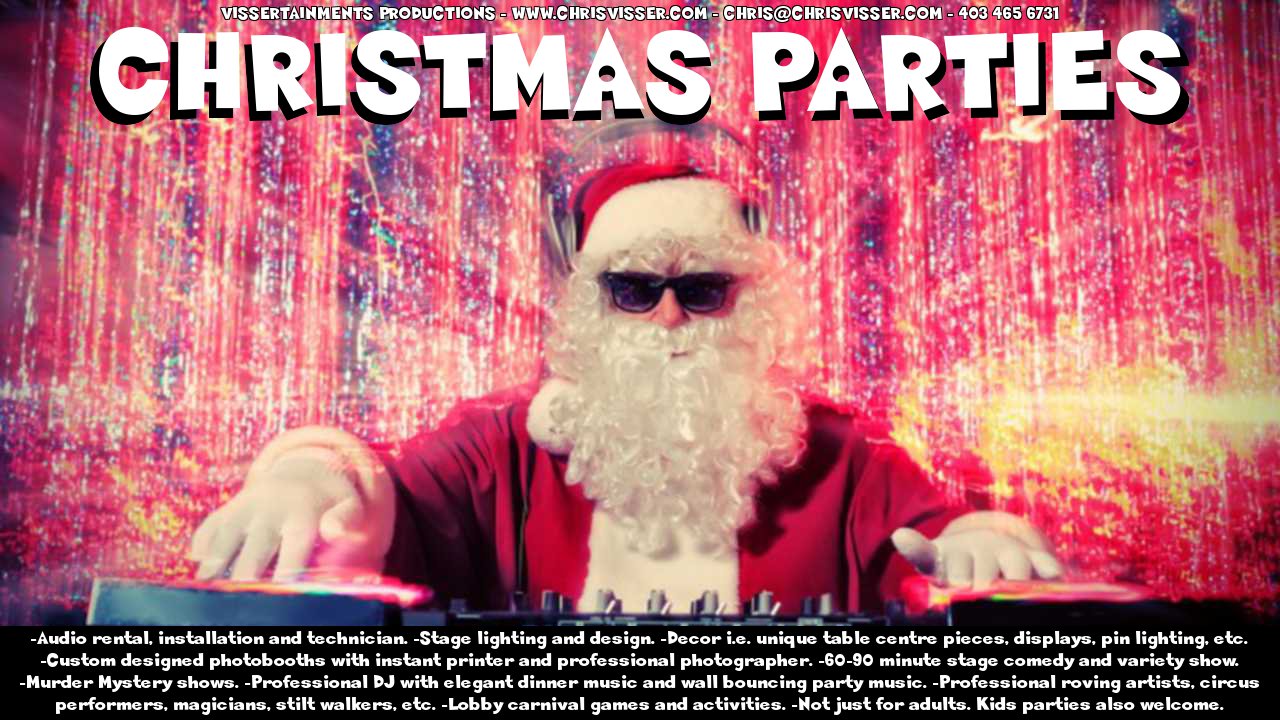 VISSERTAINMENTS PRODUCTIONS - WWW.CHRISVISSER.COM - CHRIS@CHRISVISSER.COM - 403 465 6731
CHRISTMAS PARTIES
-Audio rental, installation and technician. -Stage lighting and design. -Decor i.e. unique table centre pieces, displays, pin lighting, etc.
-Custom designed photobooths with instant printer and professional photographer. -60-90 minute stage comedy and variety show.
-Murder Mystery shows. -Professional DJ with elegant dinner music and wall bouncing party music. -Professional roving artists, circus
performers, magicians, stilt walkers, etc. -Lobby carnival games and activities. -Not just for adults. Kids parties also welcome.